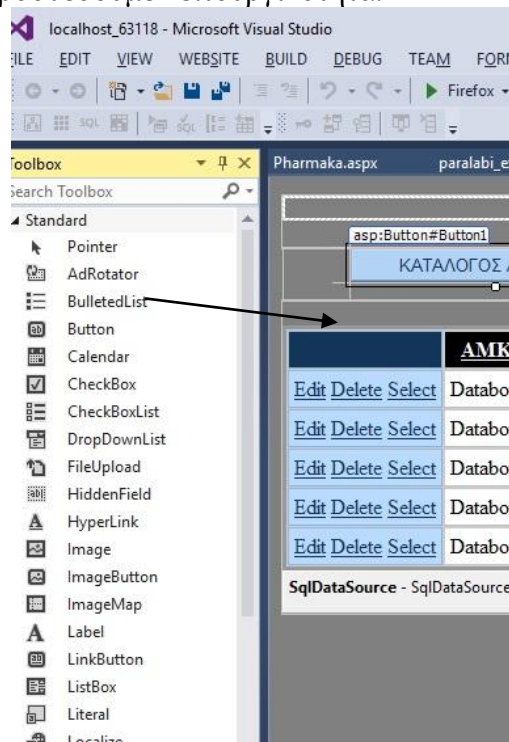 localhost_63118 - Microsoft Visual Studio
EDIT VIEW WEBSITE BUILD DEBUG TEAM
Firefox
Toolbox
Search Toolbox
Standard
Pointer
AdRotator
BulletedList
Button
Calendar
CheckBox
CheckBoxList
DropDownList
FileUpload
HiddenField
HyperLink
Image
ImageButton
ImageMap
Label
LinkButton
ListBox
Literal
Localize
Pharmaka.aspx paralabi_e
asp:Button#Button1
ΚΑΤΑΛΟΓΟΣ
AMK
Edit Delete Select Databo
Edit Delete Select Databo
Edit Delete Select Databo
Edit Delete Select Databo
Edit Delete Select Databo
SqlDataSource - SqlDataSource